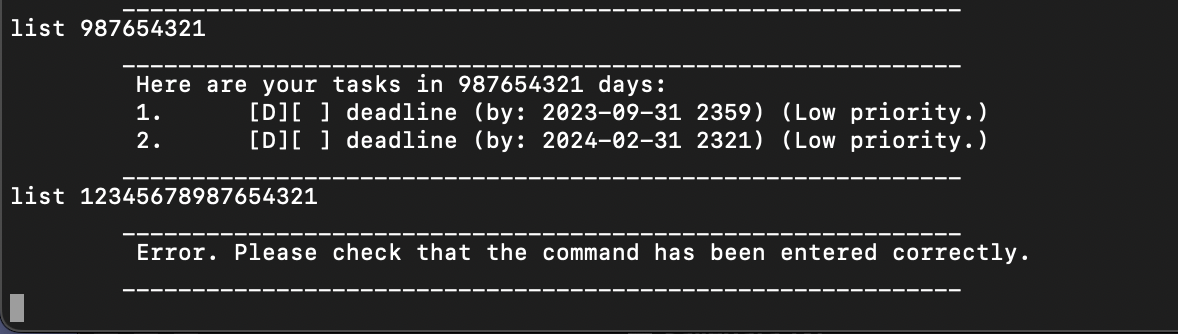 ____________________________________________________________
list 987654321
____________________________________________________________
Here are your tasks in 987654321 days:
1.      [D][ ] deadline (by: 2023-09-31 2359) (Low priority.)
2.      [D][ ] deadline (by: 2024-02-31 2321) (Low priority.)
____________________________________________________________
list 12345678987654321
____________________________________________________________
Error. Please check that the command has been entered correctly.
____________________________________________________________